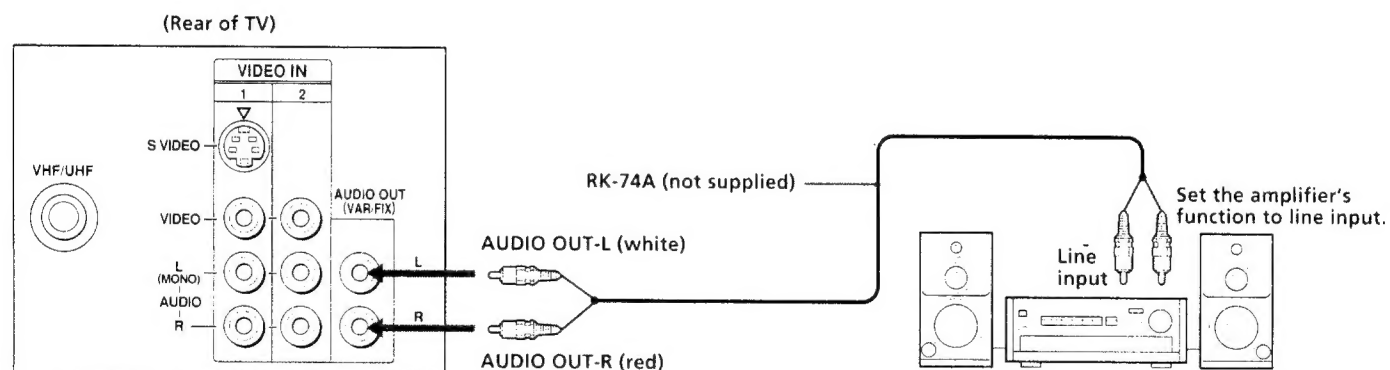 (Rear of TV)
VIDEO IN
1 2
S VIDEO
VHF/UHF
AUDIO OUT
(VAR/FIX)
VIDEO
L
(MONO)
AUDIO
R
L
R
AUDIO OUT-L (white)
AUDIO OUT-R (red)
RK-74A (not supplied)
Line
input
Set the amplifier's
function to line input.